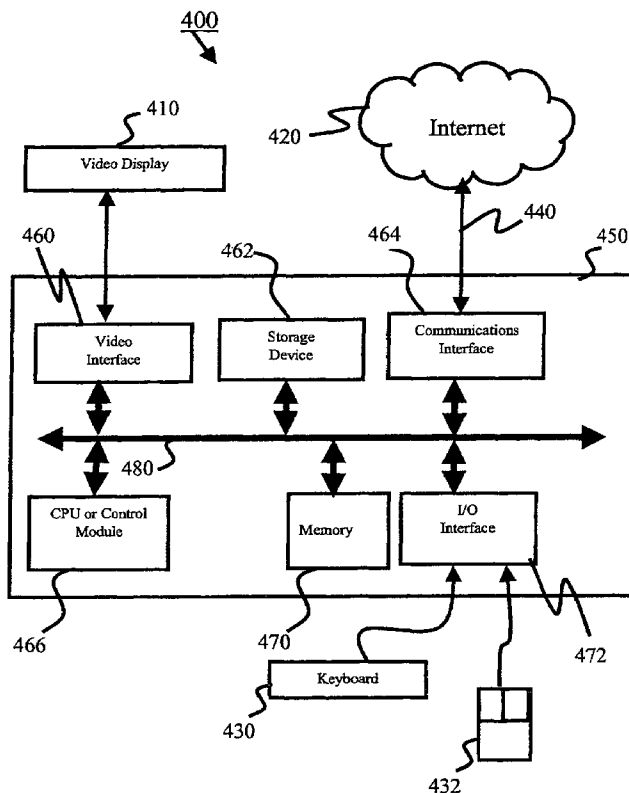 400
410
Video Display
420
Internet
440
450
460
462
464
Video
Interface
Storage
Device
Communications
Interface
480
CPU or Control
Module
Memory
I/O
Interface
466
470
472
Keyboard
430
432